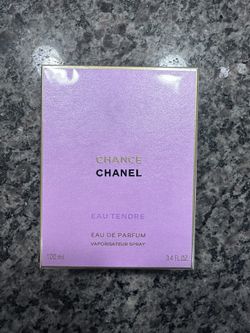 CHANCE
CHANEL
EAU TENDRE
EAU DE PARFUM
VAPORISATEUR SPRAY
100 ml 3.4 FL. OZ.